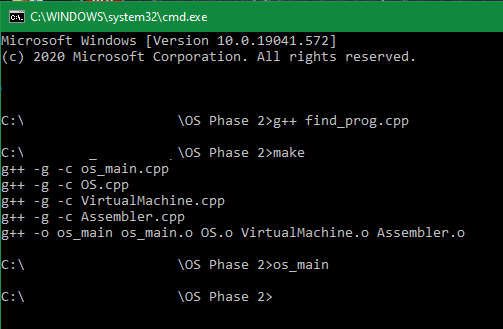 C:\WINDOWS\system32\cmd.exe
Microsoft Windows [Version 10.0.19041.572]
(c) 2020 Microsoft Corporation. All rights reserved.
C:\ \OS Phase 2>g++ find_prog.cpp
C:\ _ \OS Phase 2>make
g++ -g -c os_main.cpp
g++ -g -c OS.cpp
g++ -g -c VirtualMachine.cpp
g++ -g -c Assembler.cpp
g++ -o os_main os_main.o OS.o VirtualMachine.o Assembler.o
C:\ \OS Phase 2>os_main
C:\ \OS Phase 2>